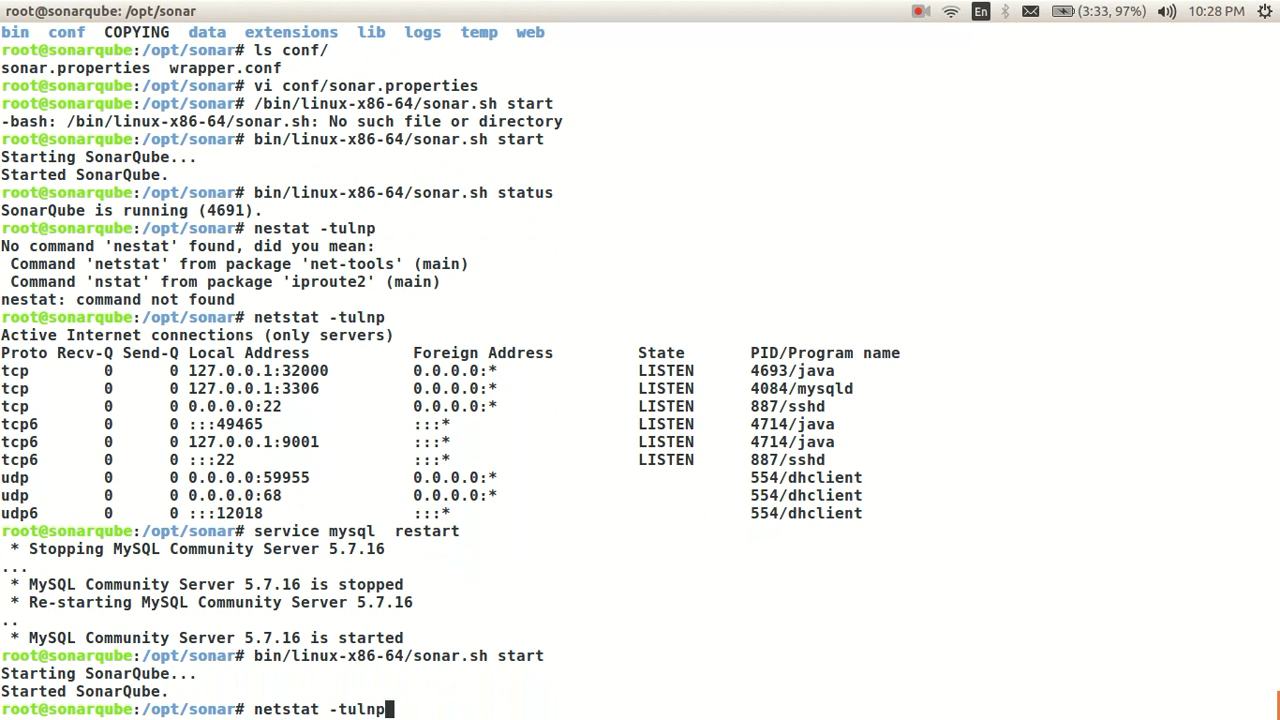 root@sonarqube: /opt/sonar En (3:33, 97%) 10:28 PM
bin conf COPYING data extensions lib logs temp web
root@sonarqube:/opt/sonar# ls conf/
sonar.properties wrapper.conf
root@sonarqube:/opt/sonar# vi conf/sonar.properties
root@sonarqube:/opt/sonar# /bin/linux-x86-64/sonar.sh start
-bash: /bin/linux-x86-64/sonar.sh: No such file or directory
root@sonarqube:/opt/sonar# bin/linux-x86-64/sonar.sh start
Starting SonarQube...
Started SonarQube.
root@sonarqube:/opt/sonar# bin/linux-x86-64/sonar.sh status
SonarQube is running (4691).
root@sonarqube:/opt/sonar# nestat -tulnp
No command 'nestat' found, did you mean:
 Command 'netstat' from package 'net-tools' (main)
 Command 'nstat' from package 'iproute2' (main)
nestat: command not found
root@sonarqube:/opt/sonar# netstat -tulnp
Active Internet connections (only servers)
Proto Recv-Q Send-Q Local Address Foreign Address State PID/Program name
tcp 0 0 127.0.0.1:32000 0.0.0.0:* LISTEN 4693/java
tcp 0 0 127.0.0.1:3306 0.0.0.0:* LISTEN 4084/mysqld
tcp 0 0 0.0.0.0:22 0.0.0.0:* LISTEN 887/sshd
tcp6 0 0 :::49465 :::* LISTEN 4714/java
tcp6 0 0 127.0.0.1:9001 :::* LISTEN 4714/java
tcp6 0 0 :::22 :::* LISTEN 887/sshd
udp 0 0 0.0.0.0:59955 0.0.0.0:* 554/dhclient
udp 0 0 0.0.0.0:68 0.0.0.0:* 554/dhclient
udp6 0 0 :::12018 :::* 554/dhclient
root@sonarqube:/opt/sonar# service mysql  restart
 * Stopping MySQL Community Server 5.7.16
...
 * MySQL Community Server 5.7.16 is stopped
 * Re-starting MySQL Community Server 5.7.16
..
 * MySQL Community Server 5.7.16 is started
root@sonarqube:/opt/sonar# bin/linux-x86-64/sonar.sh start
Starting SonarQube...
Started SonarQube.
root@sonarqube:/opt/sonar# netstat -tulnp